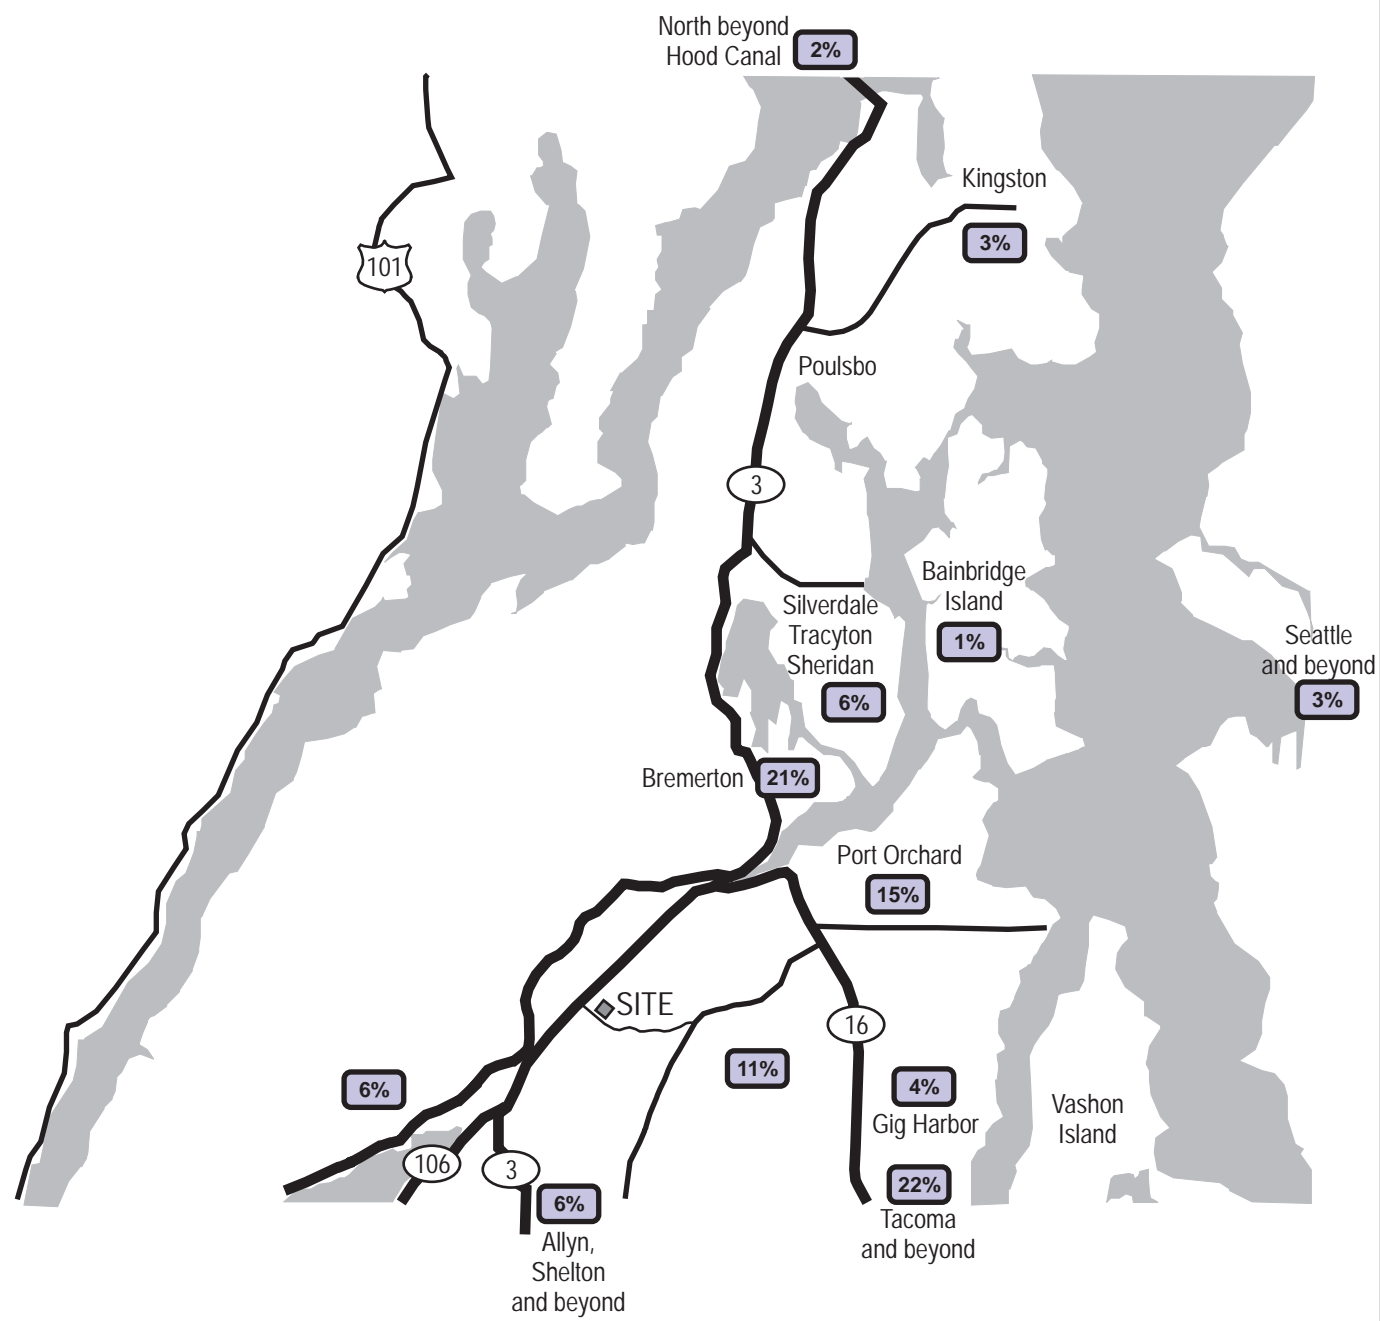 North beyond
Hood Canal
2%
Kingston
3%
101
Poulsbo
3
Bainbridge
Island
1%
Silverdale
Tracyton
Sheridan
6%
Seattle
and beyond
3%
Bremerton
21%
Port Orchard
15%
SITE
16
11%
6%
4%
Gig Harbor
Vashon
Island
106
3
22%
Tacoma
and beyond
6%
Allyn,
Shelton
and beyond